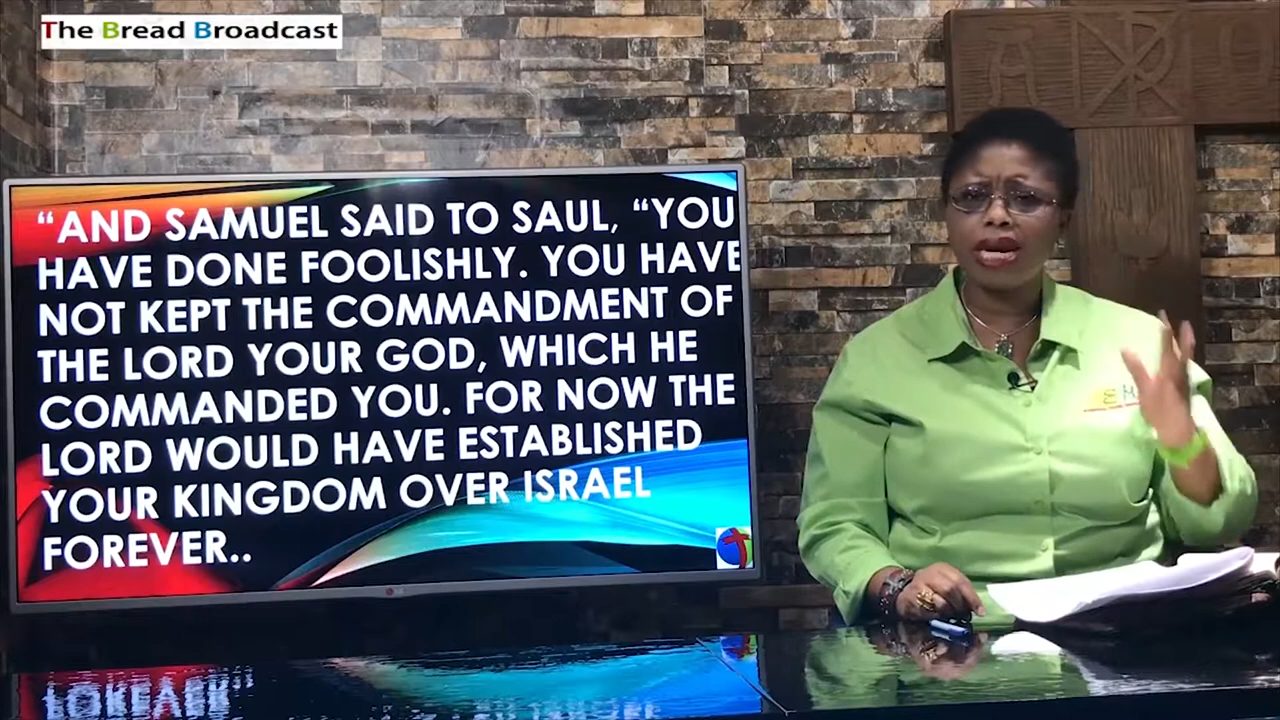 The Bread Broadcast
“AND SAMUEL SAID TO SAUL, “YOU
HAVE DONE FOOLISHLY. YOU HAVE
NOT KEPT THE COMMANDMENT OF
THE LORD YOUR GOD, WHICH HE
COMMANDED YOU. FOR NOW THE
LORD WOULD HAVE ESTABLISHED
YOUR KINGDOM OVER ISRAEL
FOREVER..
LG